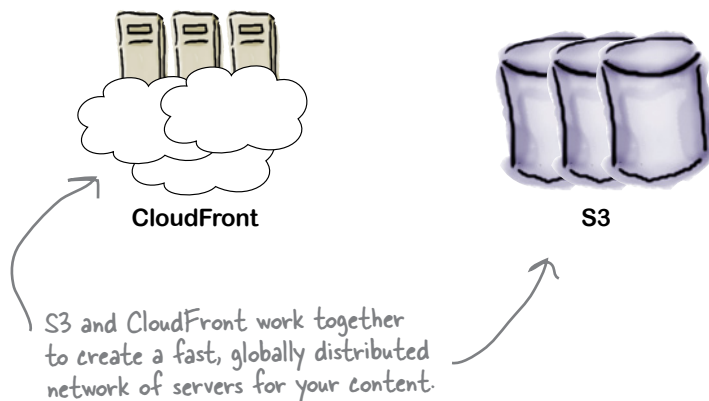 CloudFront
S3
S3 and CloudFront work together
to create a fast, globally distributed
network of servers for your content.